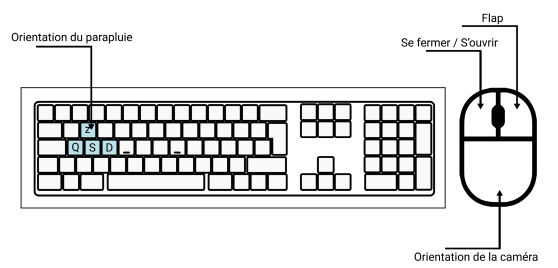 Flap
Orientation du parapluie
Se fermer / S'ouvrir
Z
Q S D
Orientation de la caméra